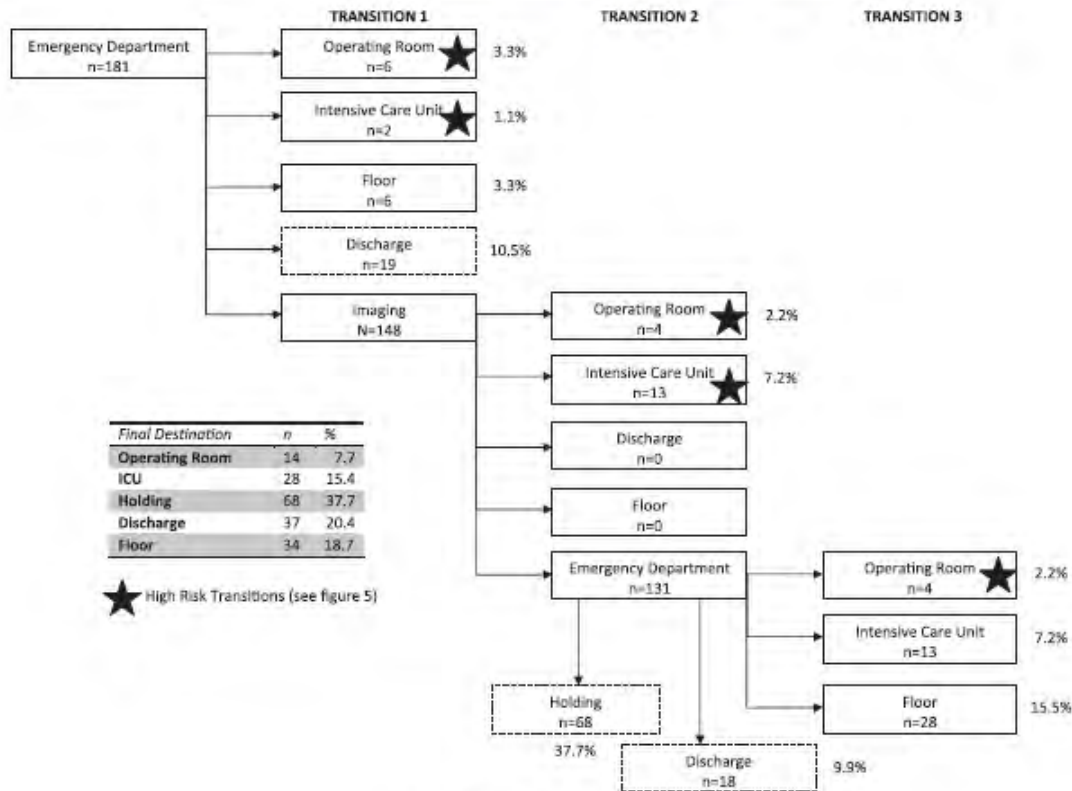 TRANSITION 1
TRANSITION 2
TRANSITION 3
Emergency Department
n=181
Operating Room
n=6
3.3%
Intensive Care Unit
n=2
1.1%
Floor
n=6
3.3%
Discharge
n=19
10.5%
Imaging
N=148
Operating Room
n=4
2.2%
Intensive Care Unit
n=13
7.2%
Discharge
n=0
Floor
n=0
Emergency Department
n=131
Operating Room
n=4
2.2%
Intensive Care Unit
n=13
7.2%
Floor
n=28
15.5%
Holding
n=68
37.7%
Discharge
n=18
9.9%
Final Destination n %
Operating Room 14 7.7
ICU 28 15.4
Holding 68 37.7
Discharge 37 20.4
Floor 34 18.7
High Risk Transitions (see figure 5)